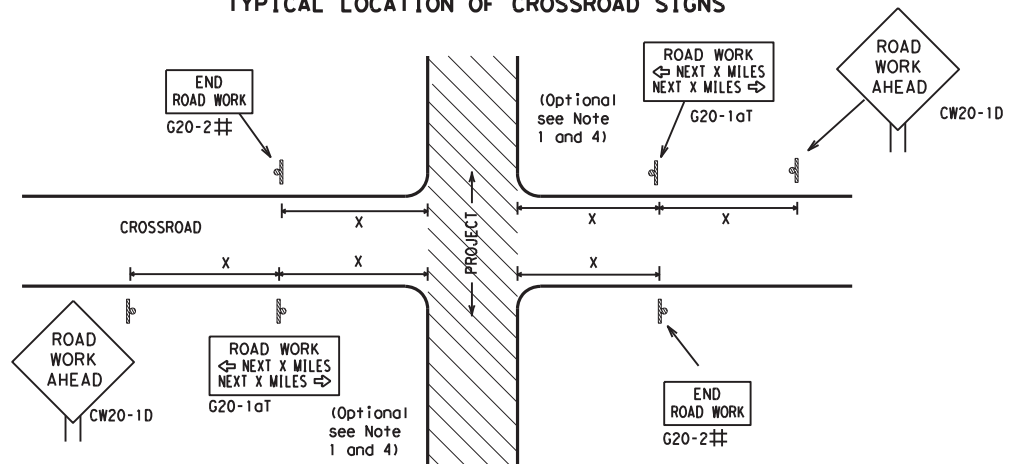 TYPICAL LOCATION OF CROSSROAD SIGNS
END
ROAD WORK
G20-2⌗
(Optional
see Note
1 and 4)
ROAD WORK
⇦ NEXT X MILES
NEXT X MILES ⇨
G20-1aT
ROAD
WORK
AHEAD
CW20-1D
X
X
X
CROSSROAD
PROJECT
X
X
X
ROAD
WORK
AHEAD
CW20-1D
ROAD WORK
⇦ NEXT X MILES
NEXT X MILES ⇨
G20-1aT
(Optional
see Note
1 and 4)
END
ROAD WORK
G20-2⌗